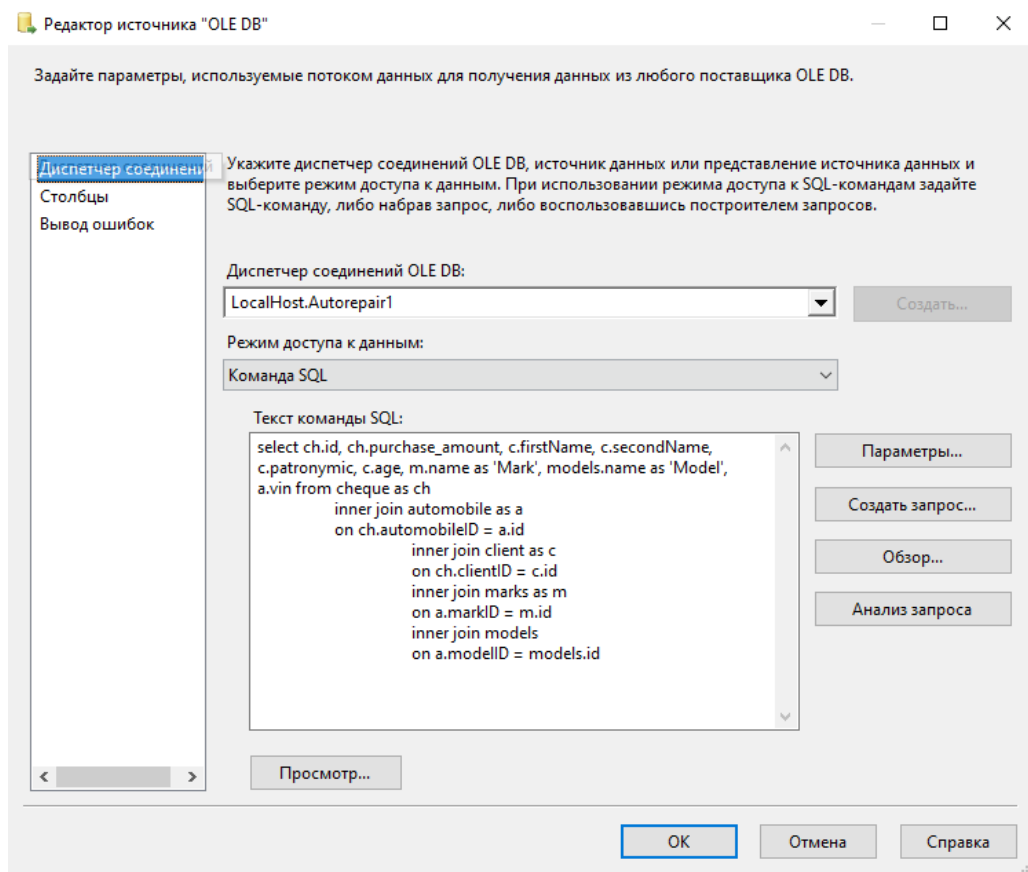 Редактор источника "OLE DB"
Задайте параметры, используемые потоком данных для получения данных из любого поставщика OLE DB.
Диспетчер соединений
Столбцы
Вывод ошибок
Укажите диспетчер соединений OLE DB, источник данных или представление источника данных и
выберите режим доступа к данным. При использовании режима доступа к SQL-командам задайте
SQL-команду, либо набрав запрос, либо воспользовавшись построителем запросов.
Диспетчер соединений OLE DB:
LocalHost.Autorepair1
Создать...
Режим доступа к данным:
Команда SQL
Текст команды SQL:
select ch.id, ch.purchase_amount, c.firstName, c.secondName,
c.patronymic, c.age, m.name as 'Mark', models.name as 'Model',
a.vin from cheque as ch
inner join automobile as a
on ch.automobileID = a.id
inner join client as c
on ch.clientID = c.id
inner join marks as m
on a.markID = m.id
inner join models
on a.modelID = models.id
Параметры...
Создать запрос...
Обзор...
Анализ запроса
Просмотр...
OK
Отмена
Справка